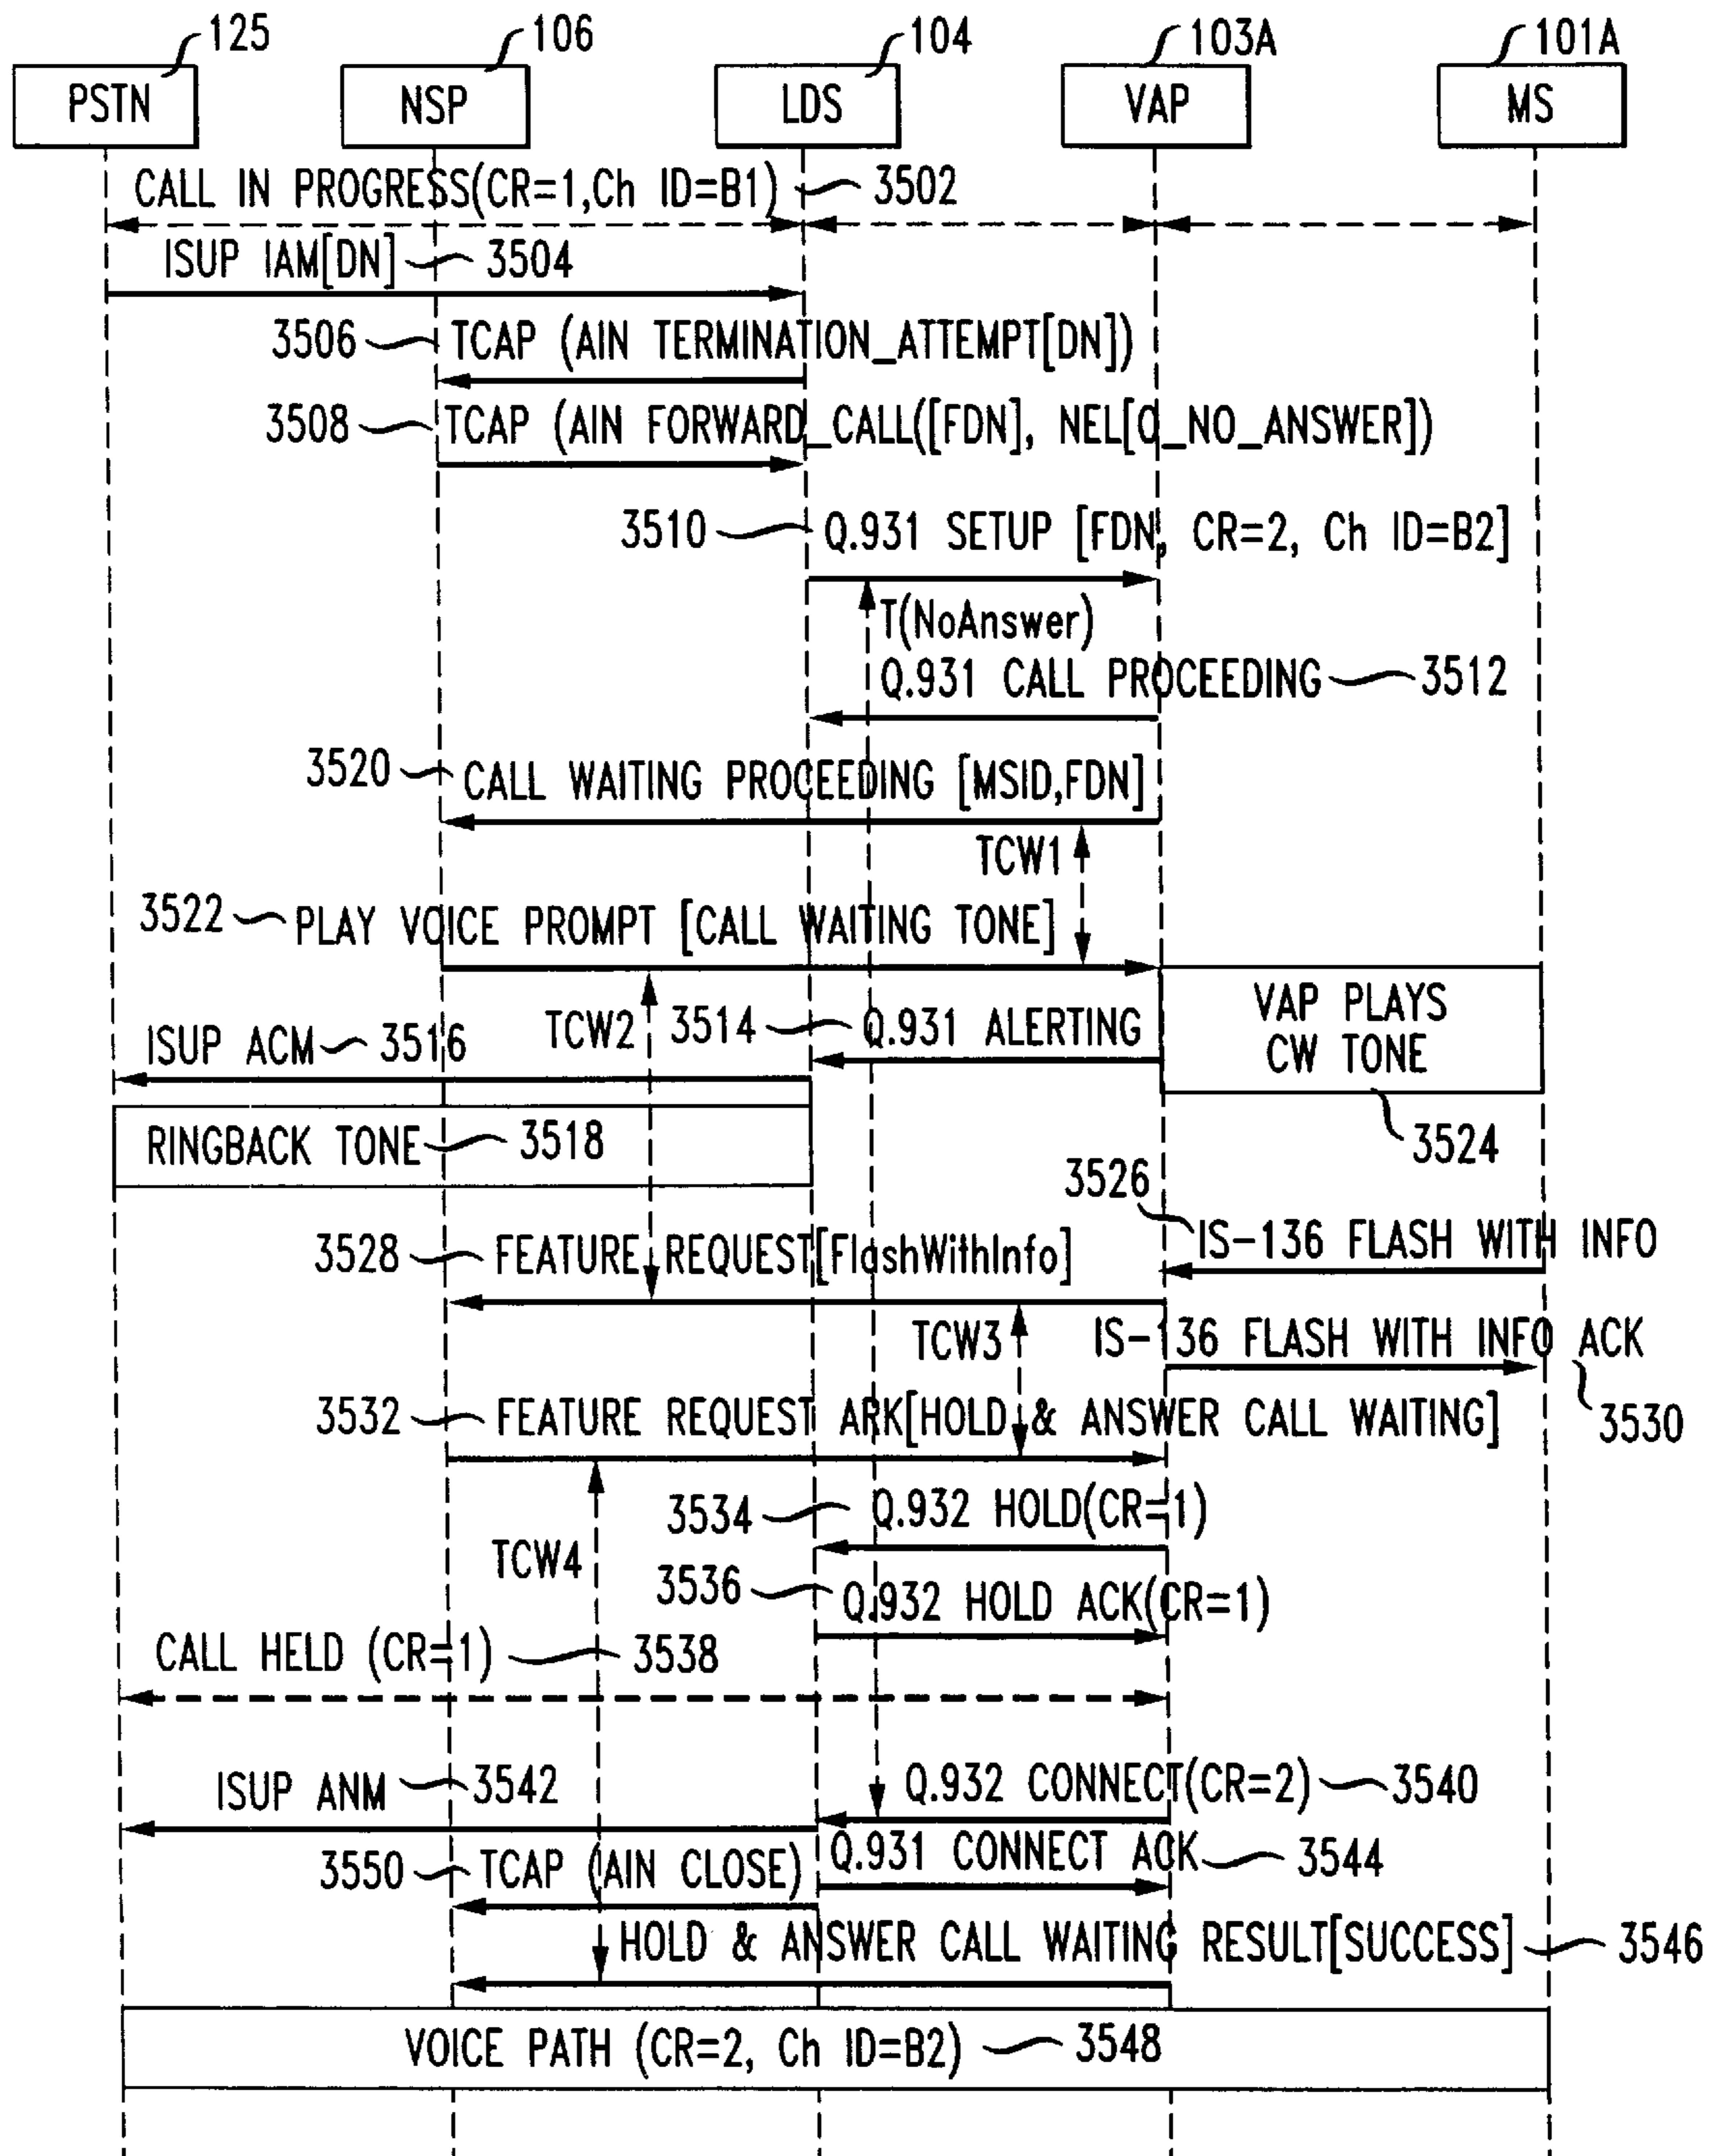 125 106 104 103A 101A
PSTN NSP LDS VAP MS
CALL IN PROGRESS(CR=1,Ch ID=B1) 3502
ISUP IAM[DN] 3504
3506 TCAP (AIN TERMINATION_ATTEMPT[DN])
3508 TCAP (AIN FORWARD_CALL([FDN], NEL[O_NO_ANSWER])
3510 Q.931 SETUP [FDN, CR=2, Ch ID=B2]
T(NoAnswer)
Q.931 CALL PROCEEDING 3512
3520 CALL WAITING PROCEEDING [MSID,FDN]
TCW1
3522 PLAY VOICE PROMPT [CALL WAITING TONE]
VAP PLAYS
CW TONE
3524
TCW2 3514 Q.931 ALERTING
ISUP ACM 3516
RINGBACK TONE 3518
3526
IS-136 FLASH WITH INFO
3528 FEATURE REQUEST[FlashWithInfo]
TCW3 IS-136 FLASH WITH INFO ACK
3530
3532 FEATURE REQUEST ARK[HOLD & ANSWER CALL WAITING]
3534 Q.932 HOLD(CR=1)
TCW4
3536 Q.932 HOLD ACK(CR=1)
CALL HELD (CR=1) 3538
Q.932 CONNECT(CR=2) 3540
ISUP ANM 3542
Q.931 CONNECT ACK 3544
3550 TCAP (AIN CLOSE)
HOLD & ANSWER CALL WAITING RESULT[SUCCESS] 3546
VOICE PATH (CR=2, Ch ID=B2) 3548